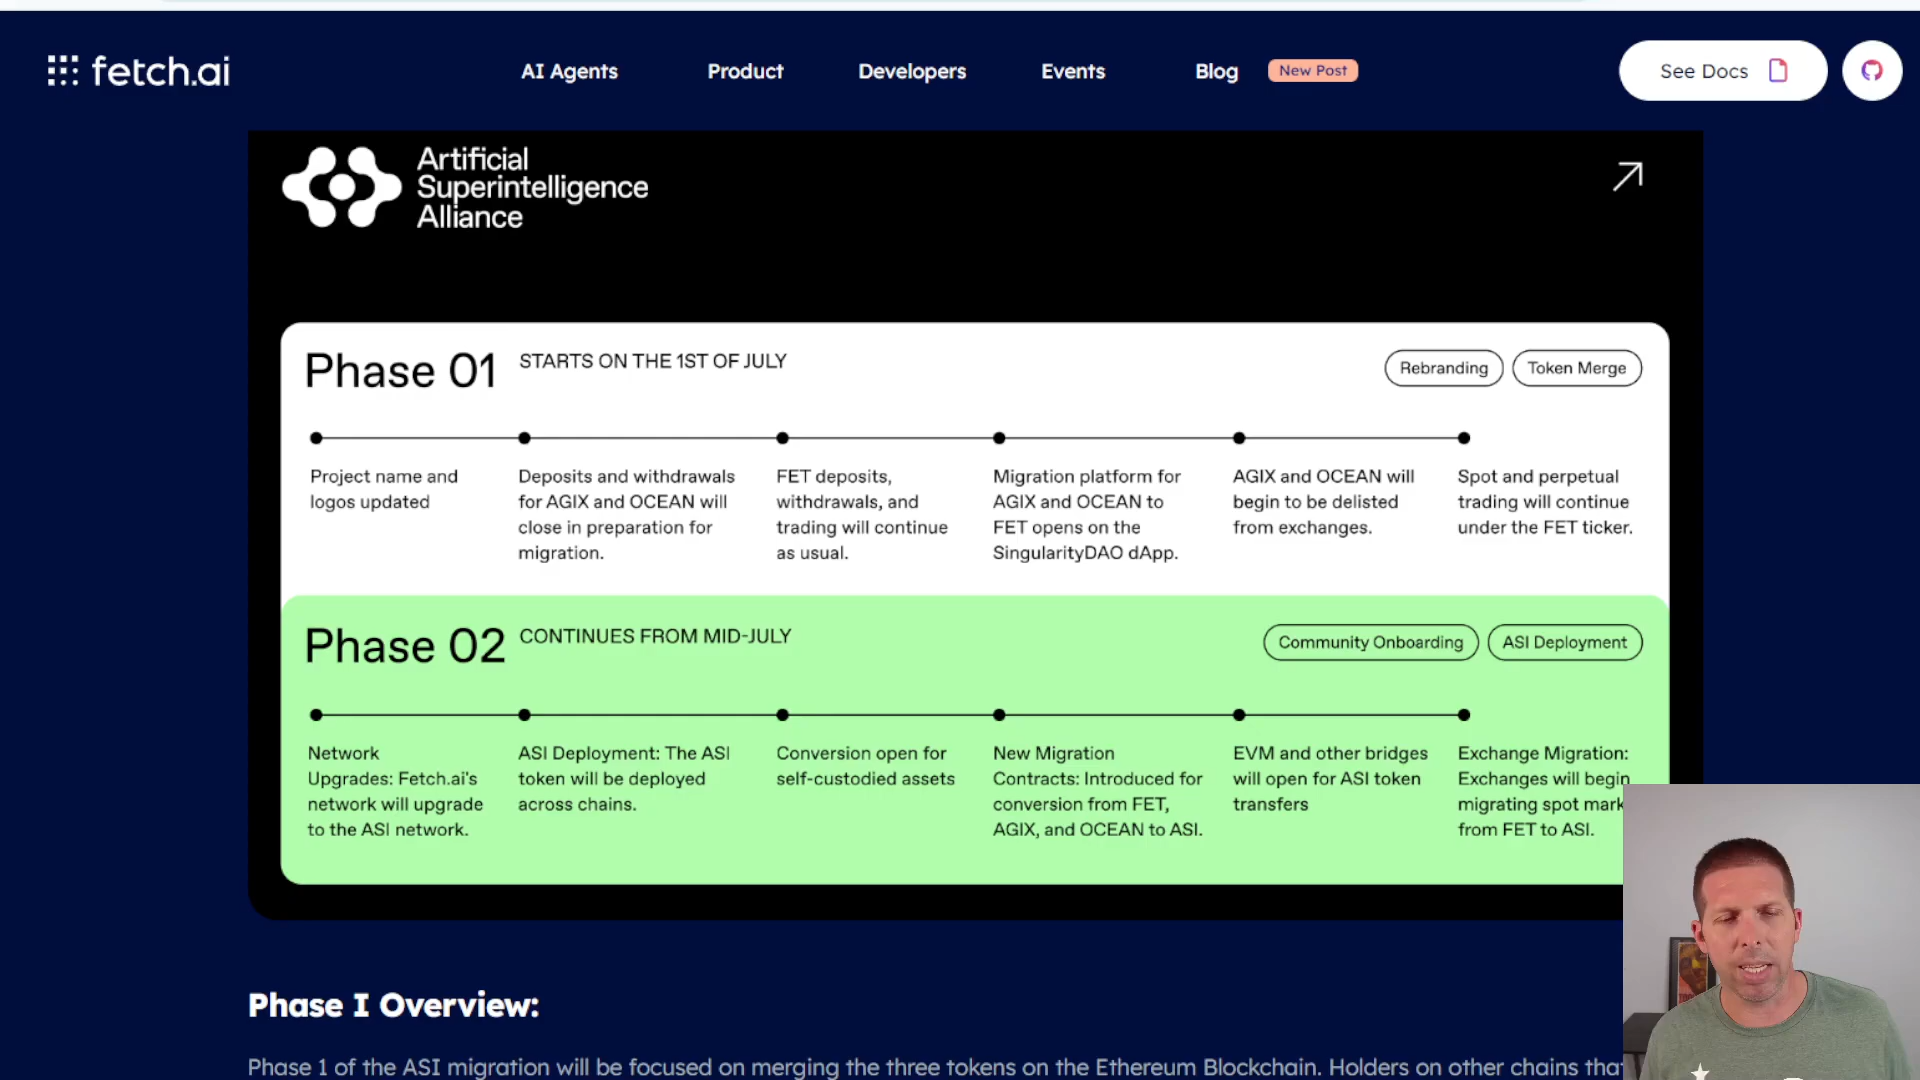 fetch.ai
AI Agents
Product
Developers
Events
Blog
New Post
See Docs
Artificial
Superintelligence
Alliance
Phase 01
STARTS ON THE 1ST OF JULY
Rebranding
Token Merge
Project name and
logos updated
Deposits and withdrawals
for AGIX and OCEAN will
close in preparation for
migration.
FET deposits,
withdrawals, and
trading will continue
as usual.
Migration platform for
AGIX and OCEAN to
FET opens on the
SingularityDAO dApp.
AGIX and OCEAN will
begin to be delisted
from exchanges.
Spot and perpetual
trading will continue
under the FET ticker.
Phase 02
CONTINUES FROM MID-JULY
Community Onboarding
ASI Deployment
Network
Upgrades: Fetch.ai's
network will upgrade
to the ASI network.
ASI Deployment: The ASI
token will be deployed
across chains.
Conversion open for
self-custodied assets
New Migration
Contracts: Introduced for
conversion from FET,
AGIX, and OCEAN to ASI.
EVM and other bridges
will open for ASI token
transfers
Exchange Migration:
Exchanges will begin
migrating spot mark
from FET to ASI.
Phase I Overview:
Phase 1 of the ASI migration will be focused on merging the three tokens on the Ethereum Blockchain. Holders on other chains that